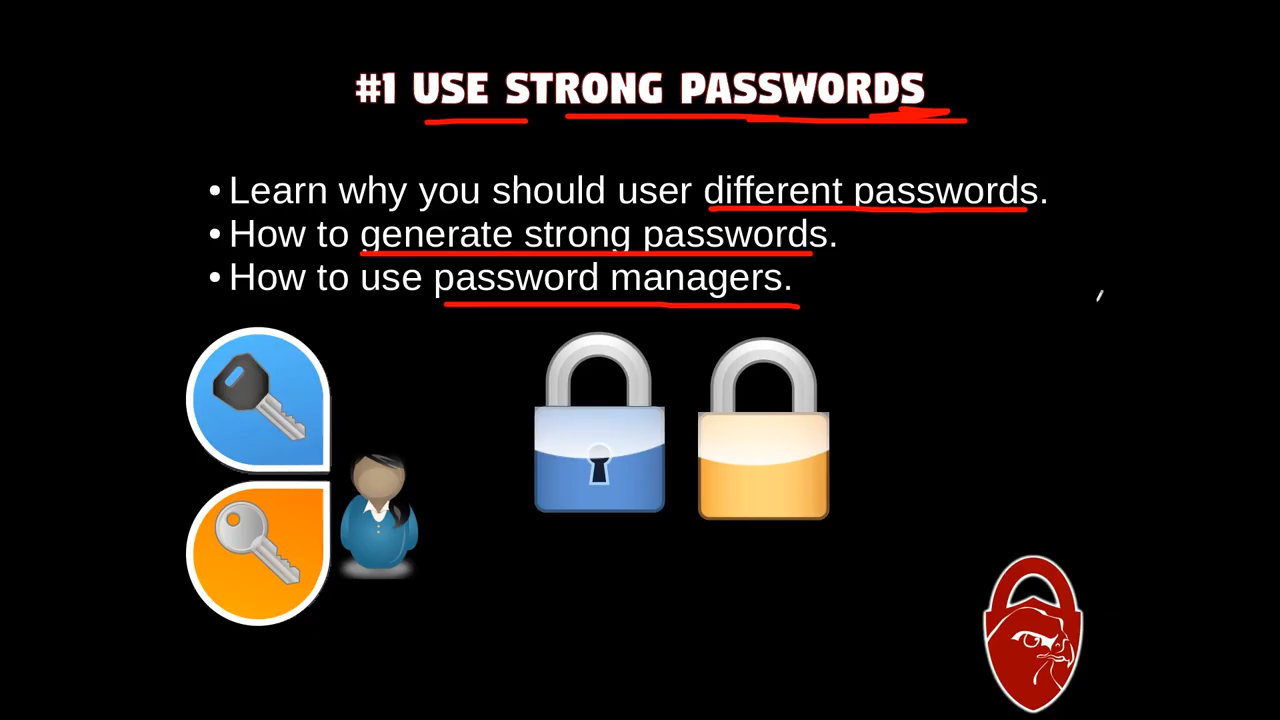 #1 USE STRONG PASSWORDS
• Learn why you should user different passwords.
• How to generate strong passwords.
• How to use password managers.